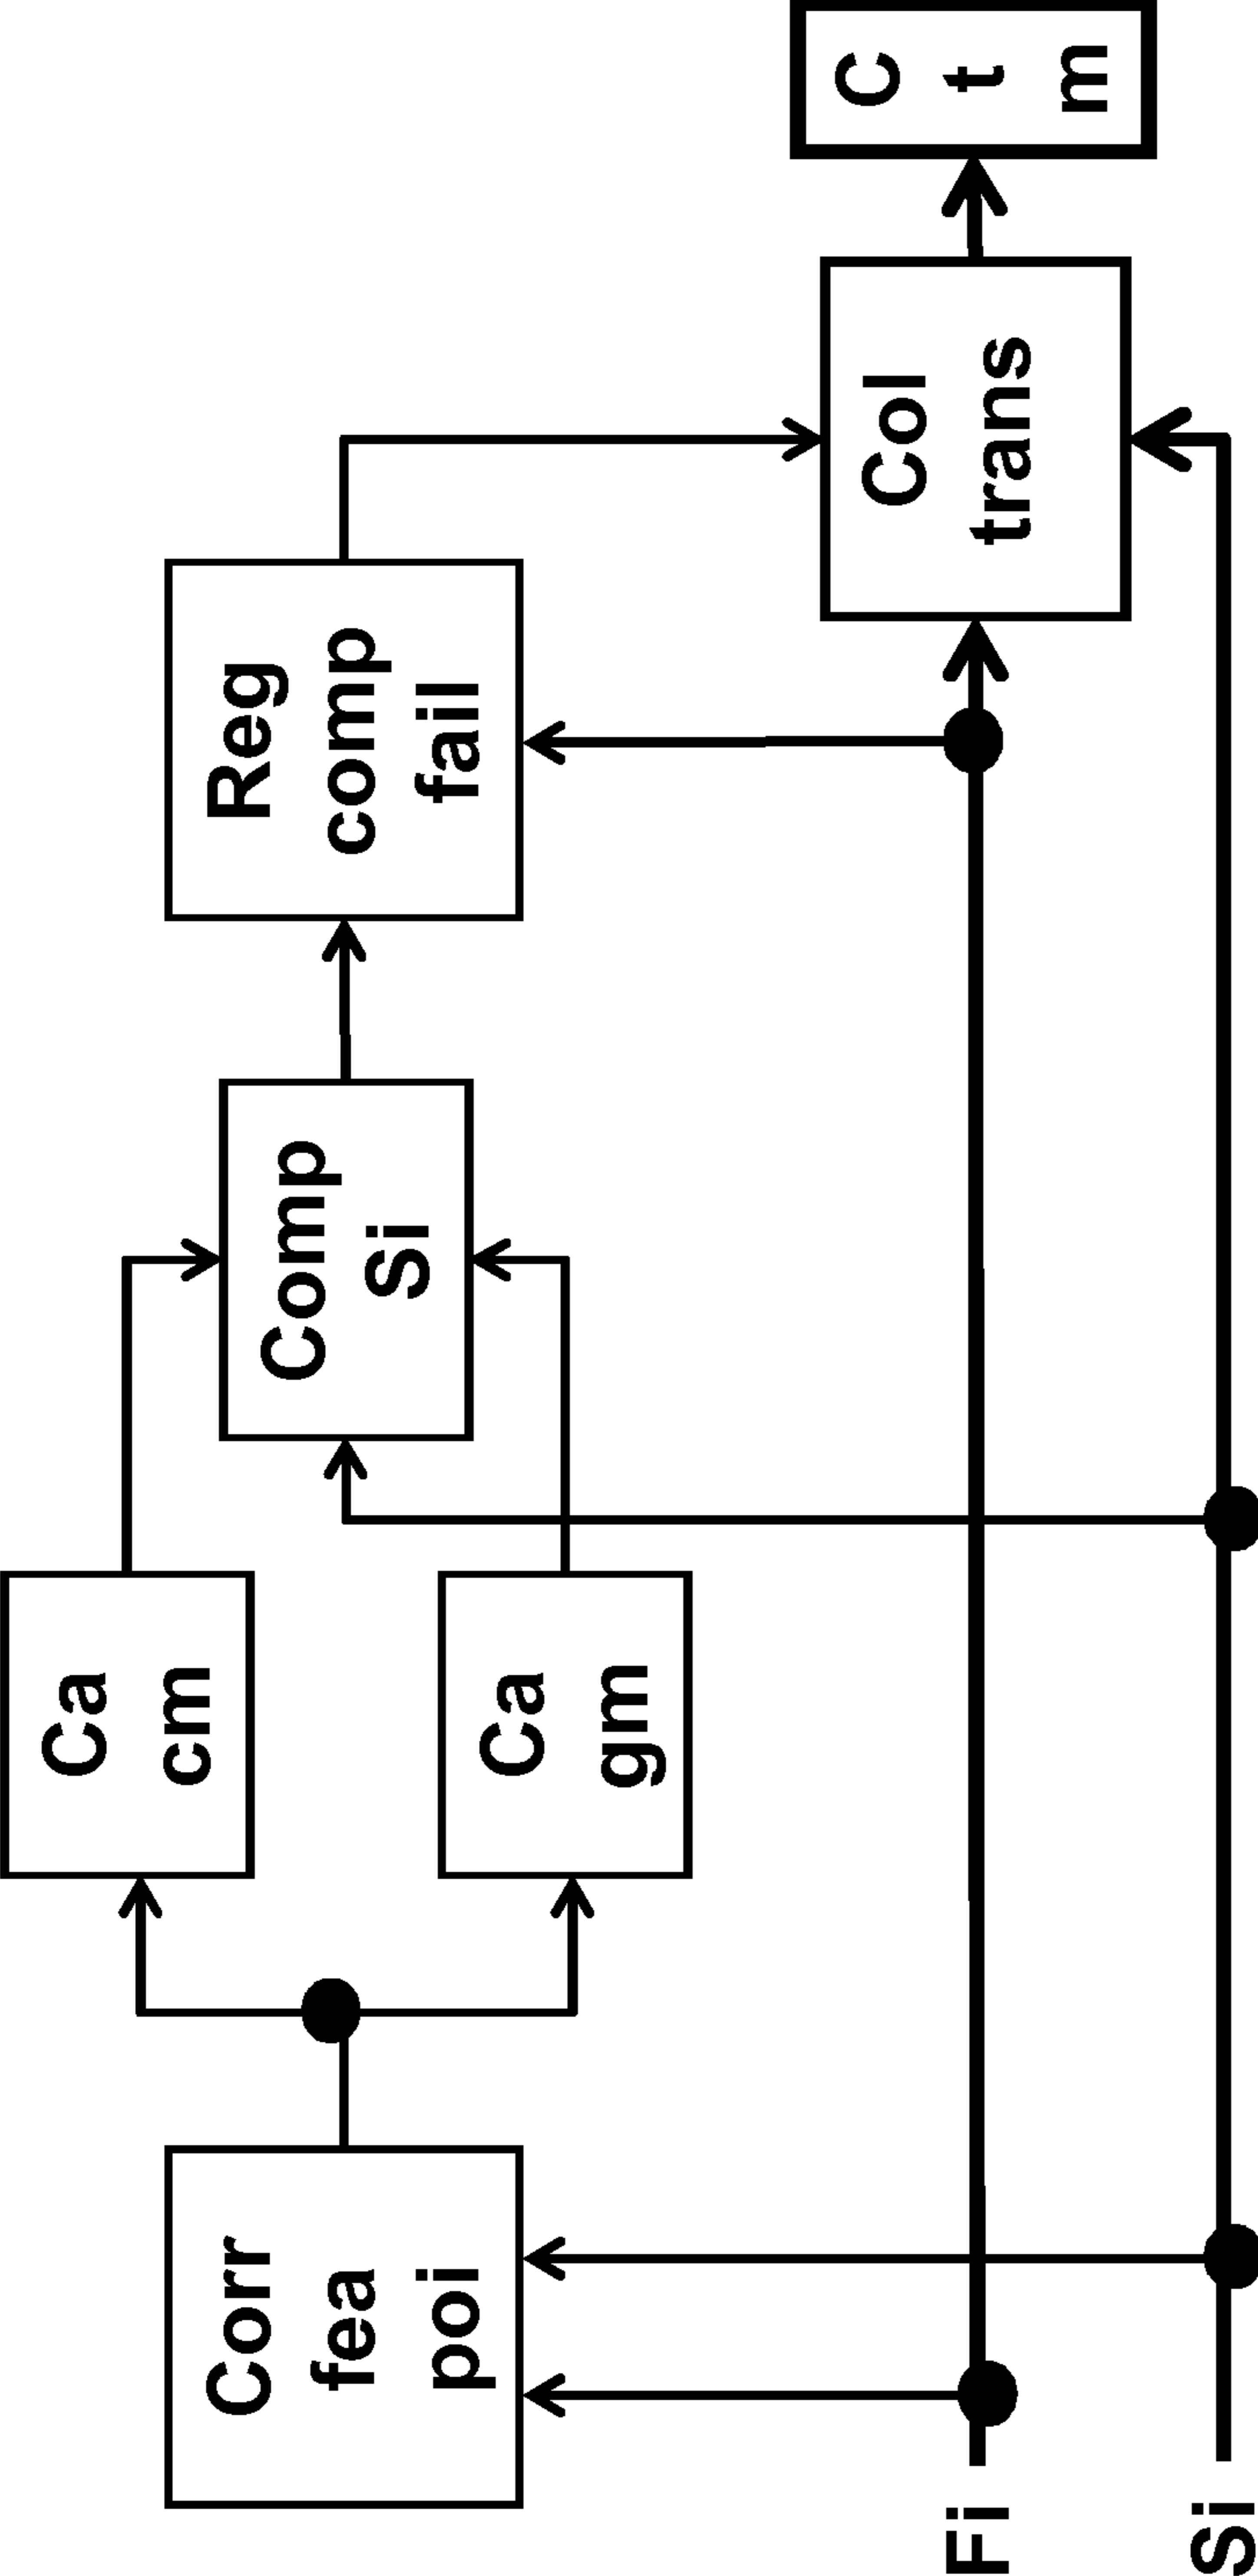 Corr
fea
poi
Ca
cm
Ca
gm
Comp
Si
Reg
comp
fail
Col
trans
C
t
m
Fi
Si